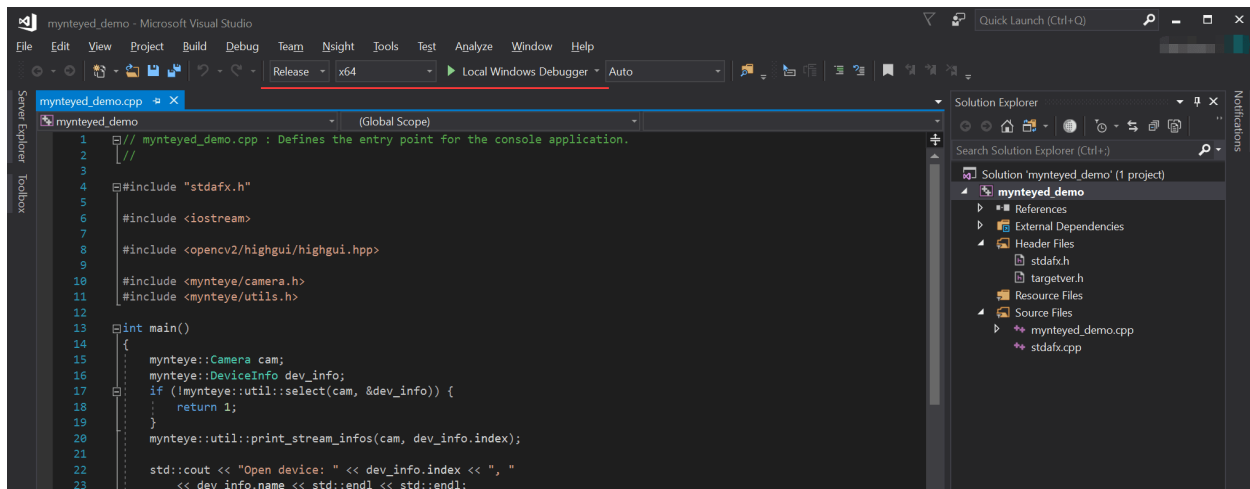 mynteyed_demo - Microsoft Visual Studio
Quick Launch (Ctrl+Q)
File Edit View Project Build Debug Team Nsight Tools Test Analyze Window Help
Release x64 Local Windows Debugger Auto
Server Explorer
Toolbox
mynteyed_demo.cpp
mynteyed_demo (Global Scope)
1 // mynteyed_demo.cpp : Defines the entry point for the console application.
2 //
3
4 #include "stdafx.h"
5
6 #include <iostream>
7
8 #include <opencv2/highgui/highgui.hpp>
9
10 #include <mynteye/camera.h>
11 #include <mynteye/utils.h>
12
13 int main()
14 {
15 mynteye::Camera cam;
16 mynteye::DeviceInfo dev_info;
17 if (!mynteye::util::select(cam, &dev_info)) {
18 return 1;
19 }
20 mynteye::util::print_stream_infos(cam, dev_info.index);
21
22 std::cout << "Open device: " << dev_info.index << ", "
23 << dev_info.name << std::endl << std::endl;
Solution Explorer
Search Solution Explorer (Ctrl+;)
Solution 'mynteyed_demo' (1 project)
mynteyed_demo
References
External Dependencies
Header Files
stdafx.h
targetver.h
Resource Files
Source Files
mynteyed_demo.cpp
stdafx.cpp
Notifications